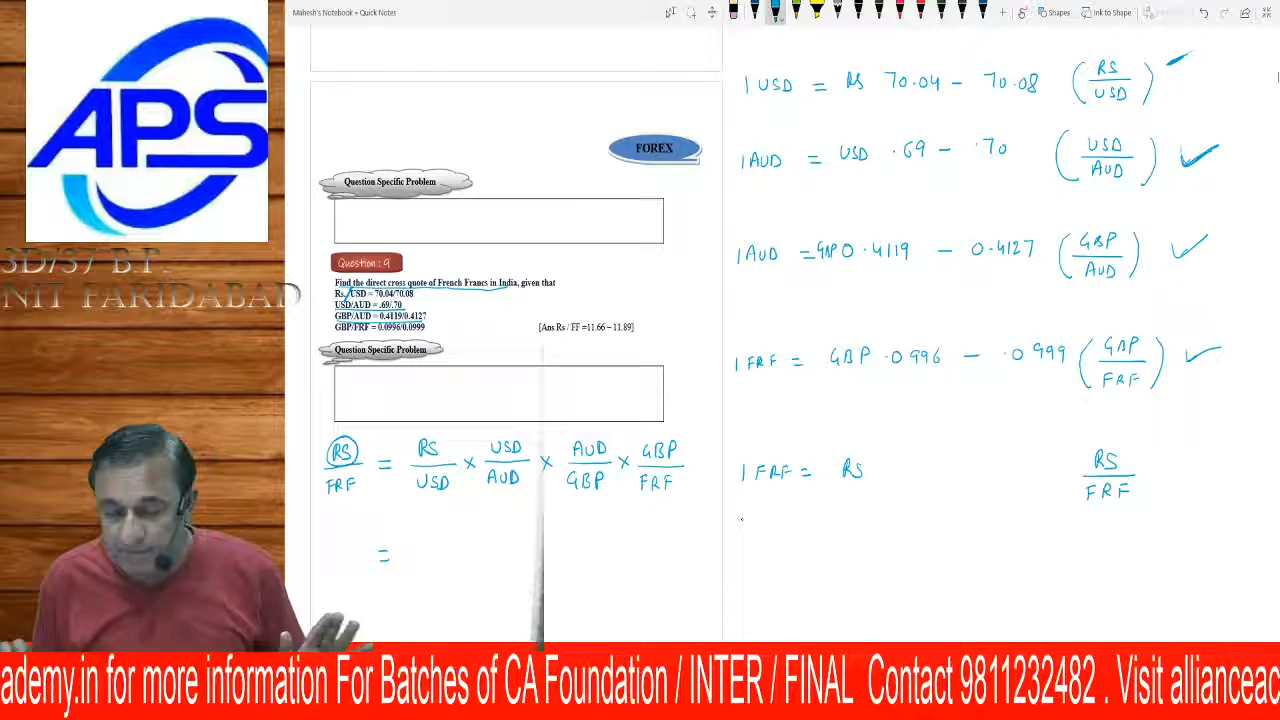 Mahesh's Notebook » Quick Notes
Shapes
Ink to Shape
APS
3D/37 B.P.
NIT FARIDABAD
FOREX
Question Specific Problem
Question : 9
Find the direct cross quote of French Francs in India, given that
Rs. /USD = 70.04/70.08
USD/AUD = .69/.70
GBP/AUD = 0.4119/0.4127
GBP/FRF = 0.0996/0.0999 [Ans Rs / FF =11.66 – 11.89]
Question Specific Problem
RS/FRF = RS/USD × USD/AUD × AUD/GBP × GBP/FRF
=
1 USD = RS 70.04 – 70.08 (RS/USD)
1 AUD = USD .69 – .70 (USD/AUD)
1 AUD = GBP 0.4119 – 0.4127 (GBP/AUD)
1 FRF = GBP .0996 – .0999 (GBP/FRF)
1 FRF = RS RS/FRF
ademy.in for more information For Batches of CA Foundation / INTER / FINAL Contact 9811232482 . Visit allianceac